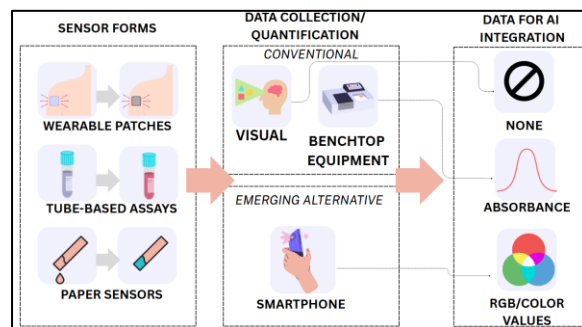 SENSOR FORMS
WEARABLE PATCHES
TUBE-BASED ASSAYS
PAPER SENSORS
DATA COLLECTION/
QUANTIFICATION
CONVENTIONAL
VISUAL
BENCHTOP
EQUIPMENT
EMERGING ALTERNATIVE
SMARTPHONE
DATA FOR AI
INTEGRATION
NONE
ABSORBANCE
RGB/COLOR
VALUES